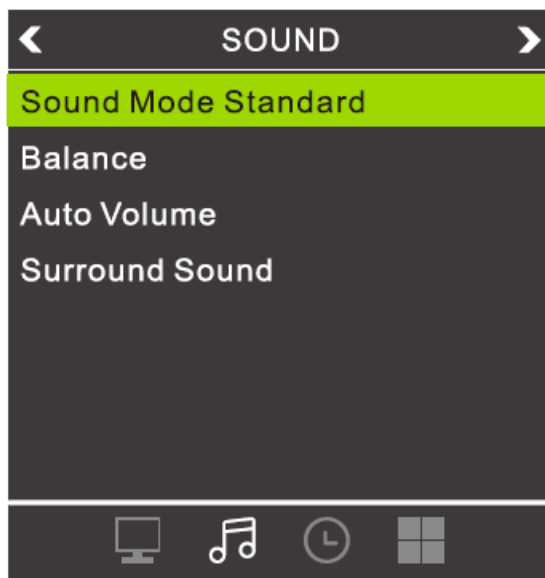 SOUND
Sound Mode Standard
Balance
Auto Volume
Surround Sound